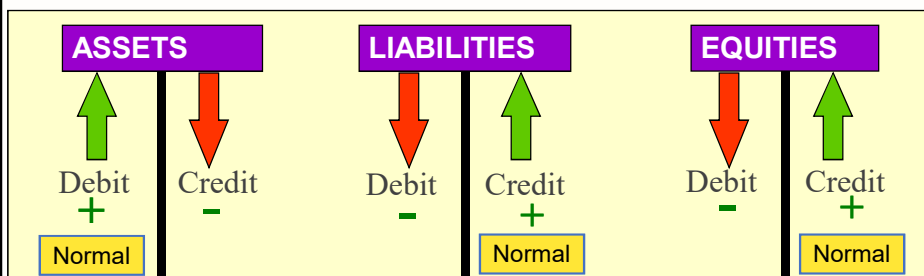 ASSETS LIABILITIES EQUITIES
Debit Credit Debit Credit Debit Credit
+ - - + - +
Normal Normal Normal